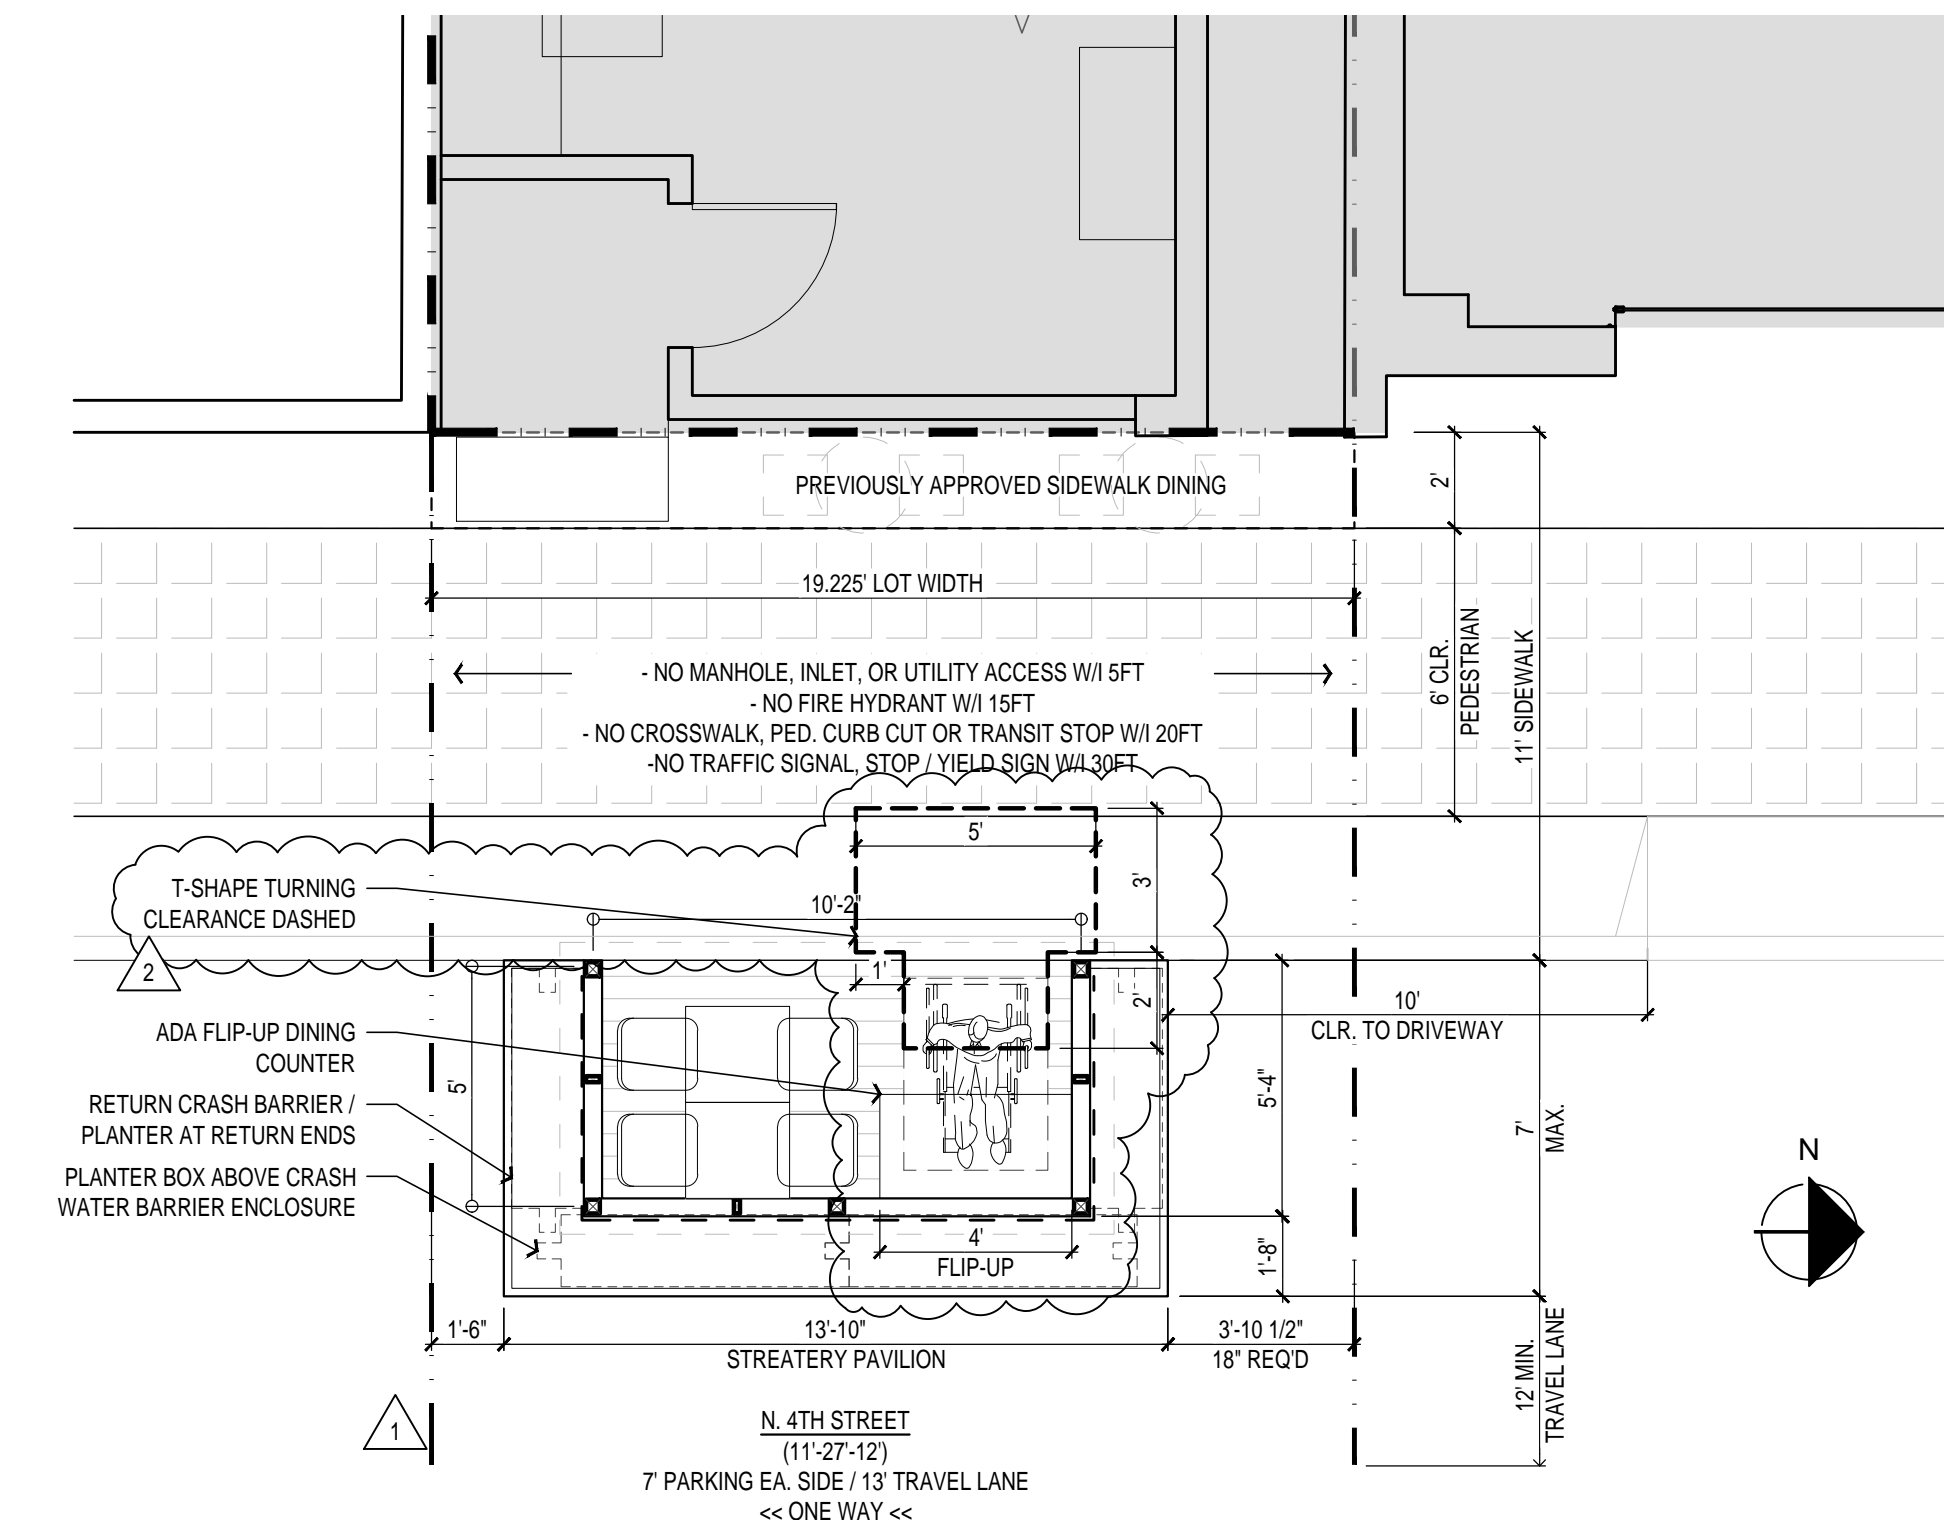 PREVIOUSLY APPROVED SIDEWALK DINING
2'
19.225' LOT WIDTH
6' CLR.
PEDESTRIAN
11' SIDEWALK
- NO MANHOLE, INLET, OR UTILITY ACCESS W/I 5FT
- NO FIRE HYDRANT W/I 15FT
- NO CROSSWALK, PED. CURB CUT OR TRANSIT STOP W/I 20FT
-NO TRAFFIC SIGNAL, STOP / YIELD SIGN W/I 30FT
5'
3'
T-SHAPE TURNING
CLEARANCE DASHED
10'-2"
2
1'
2'
10'
CLR. TO DRIVEWAY
ADA FLIP-UP DINING
COUNTER
5'
5'-4"
7'
MAX.
RETURN CRASH BARRIER /
PLANTER AT RETURN ENDS
PLANTER BOX ABOVE CRASH
WATER BARRIER ENCLOSURE
N
4'
FLIP-UP
1'-8"
1'-6"
13'-10"
STREATERY PAVILION
3'-10 1/2"
18" REQ'D
12' MIN.
TRAVEL LANE
1
N. 4TH STREET
(11'-27'-12')
7' PARKING EA. SIDE / 13' TRAVEL LANE
<< ONE WAY <<